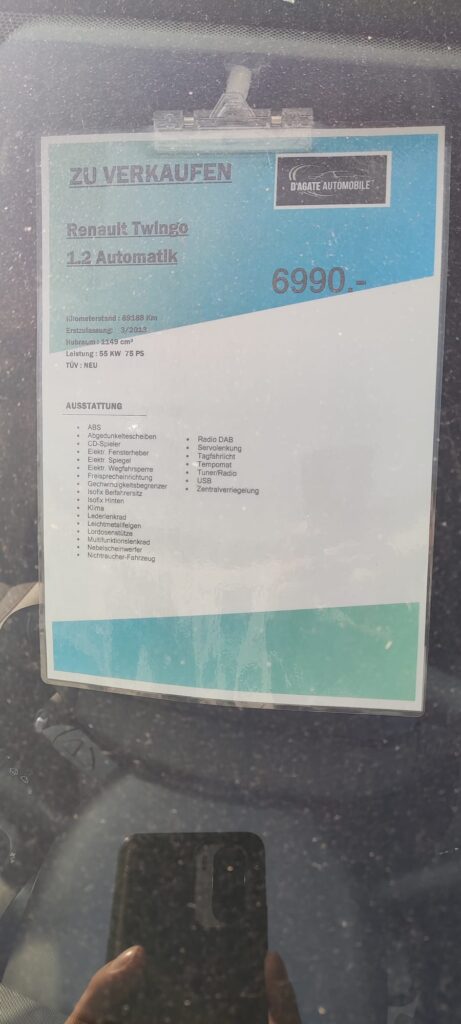 ZU VERKAUFEN
D'AGATE AUTOMOBILE
Renault Twingo
1.2 Automatik
6990.-
Kilometerstand : 69188 Km
Erstzulassung: 3/2013
Hubraum : 1149 cm³
Leistung : 55 KW 75 PS
TÜV : NEU
AUSSTATTUNG
• ABS
• Abgedunkeltescheiben
• CD-Spieler
• Elektr. Fensterheber
• Elektr. Spiegel
• Elektr. Wegfahrsperre
• Freisprecheinrichtung
• Gechwinuigkeitsbegrenzer
• Isofix Beifahrersitz
• Isofix Hinten
• Klima
• Lederlenkrad
• Leichtmetallfelgen
• Lordosenstütze
• Multifunktionslenkrad
• Nebelscheinwerfer
• Nichtraucher-Fahrzeug
• Radio DAB
• Servolenkung
• Tagfahrlicht
• Tempomat
• Tuner/Radio
• USB
• Zentralverriegelung